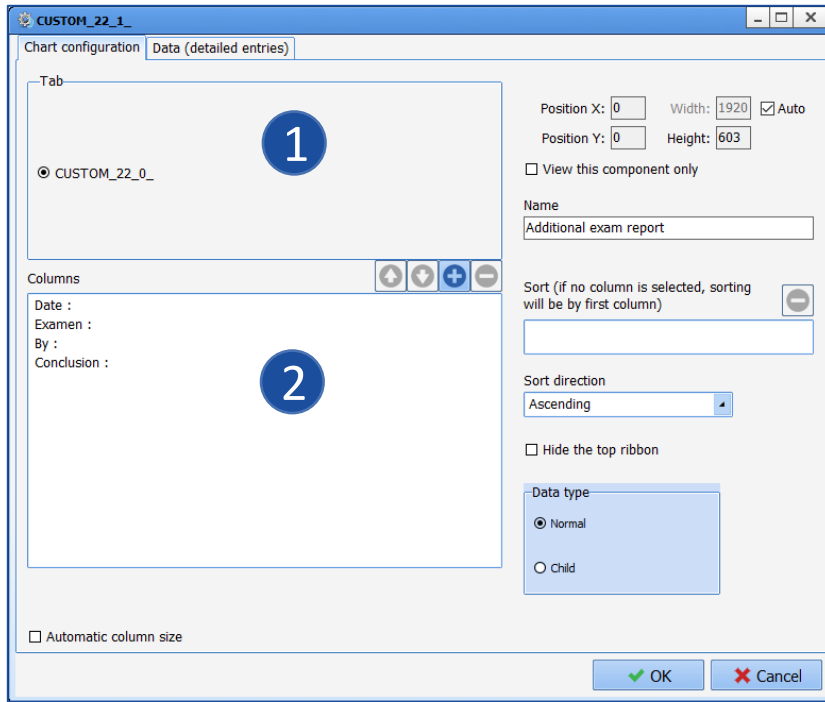 CUSTOM_22_1_
Chart configuration
Data (detailed entries)
Tab
1
CUSTOM_22_0_
Position X: 0
Width: 1920
Auto
Position Y: 0
Height: 603
View this component only
Name
Additional exam report
Columns
Date :
Examen :
By :
Conclusion :
2
Sort (if no column is selected, sorting
will be by first column)
Sort direction
Ascending
Hide the top ribbon
Data type
Normal
Child
Automatic column size
OK
Cancel